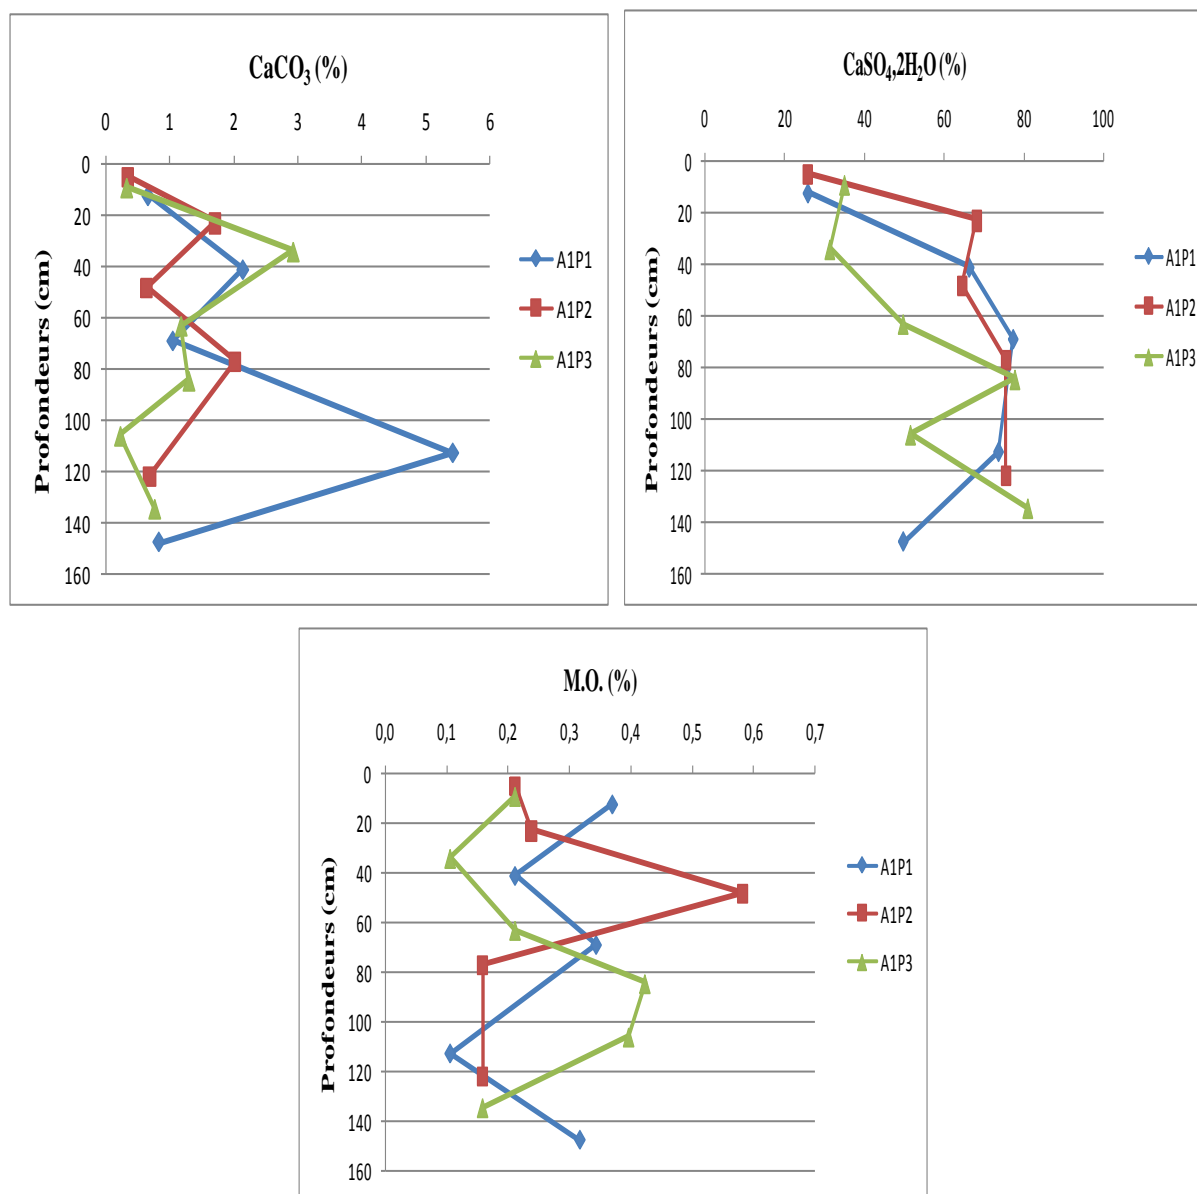 CaCO₃ (%)
0 1 2 3 4 5 6
0
20
40
60
80
100
120
140
160
Profondeurs (cm)
A1P1
A1P2
A1P3
CaSO₄,2H₂O (%)
0 20 40 60 80 100
0
20
40
60
80
100
120
140
160
Profondeurs (cm)
A1P1
A1P2
A1P3
M.O. (%)
0,0 0,1 0,2 0,3 0,4 0,5 0,6 0,7
0
20
40
60
80
100
120
140
160
Profondeurs (cm)
A1P1
A1P2
A1P3